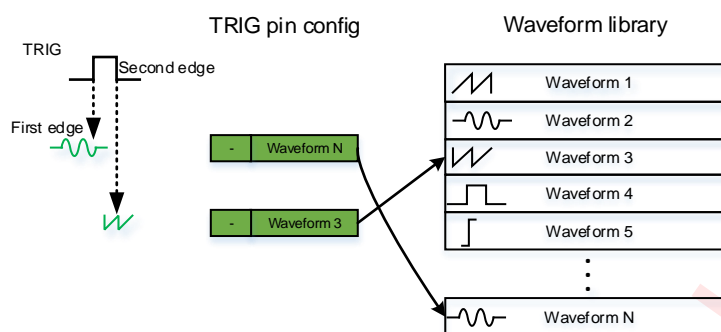 TRIG pin config
Waveform library
TRIG
Second edge
First edge
- Waveform N
- Waveform 3
Waveform 1
Waveform 2
Waveform 3
Waveform 4
Waveform 5
Waveform N